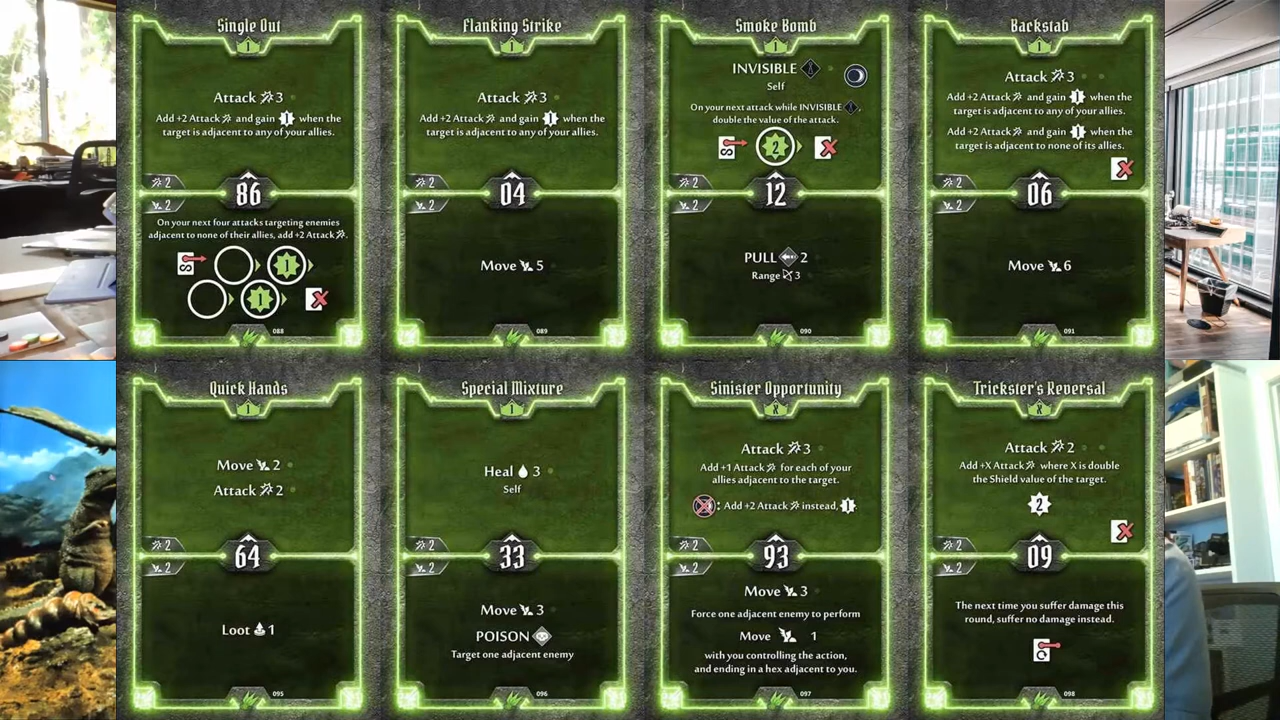 Single Out
1
Attack 3
Add +2 Attack and gain 1 when the
target is adjacent to any of your allies.
2
86
2
On your next four attacks targeting enemies
adjacent to none of their allies, add +2 Attack.
1
1
088
Flanking Strike
1
Attack 3
Add +2 Attack and gain 1 when the
target is adjacent to any of your allies.
2
04
2
Move 5
089
Smoke Bomb
1
INVISIBLE
Self
On your next attack while INVISIBLE,
double the value of the attack.
2
2
12
2
PULL 2
Range 3
090
Backstab
1
Attack 3
Add +2 Attack and gain 1 when the
target is adjacent to any of your allies.
Add +2 Attack and gain 1 when the
target is adjacent to none of its allies.
2
06
2
Move 6
091
Quick Hands
1
Move 2
Attack 2
2
64
2
Loot 1
095
Special Mixture
1
Heal 3
Self
2
33
2
Move 3
POISON
Target one adjacent enemy
096
Sinister Opportunity
X
Attack 3
Add +1 Attack for each of your
allies adjacent to the target.
: Add +2 Attack instead, 1.
2
93
2
Move 3
Force one adjacent enemy to perform
Move 1
with you controlling the action,
and ending in a hex adjacent to you.
097
Trickster's Reversal
X
Attack 2
Add +X Attack where X is double
the Shield value of the target.
2
2
09
2
The next time you suffer damage this
round, suffer no damage instead.
098